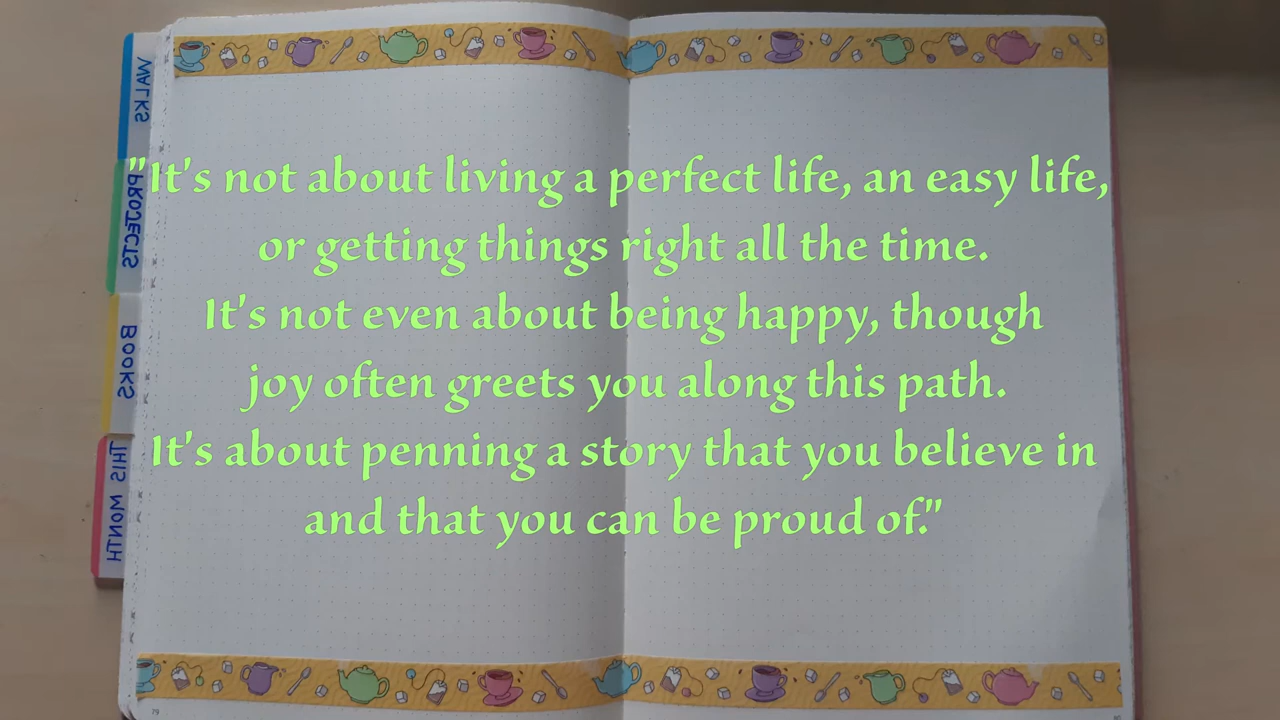 "It's not about living a perfect life, an easy life,
or getting things right all the time.
It's not even about being happy, though
joy often greets you along this path.
It's about penning a story that you believe in
and that you can be proud of."
WALKS
PROJECTS
BOOKS
THIS MONTH
79